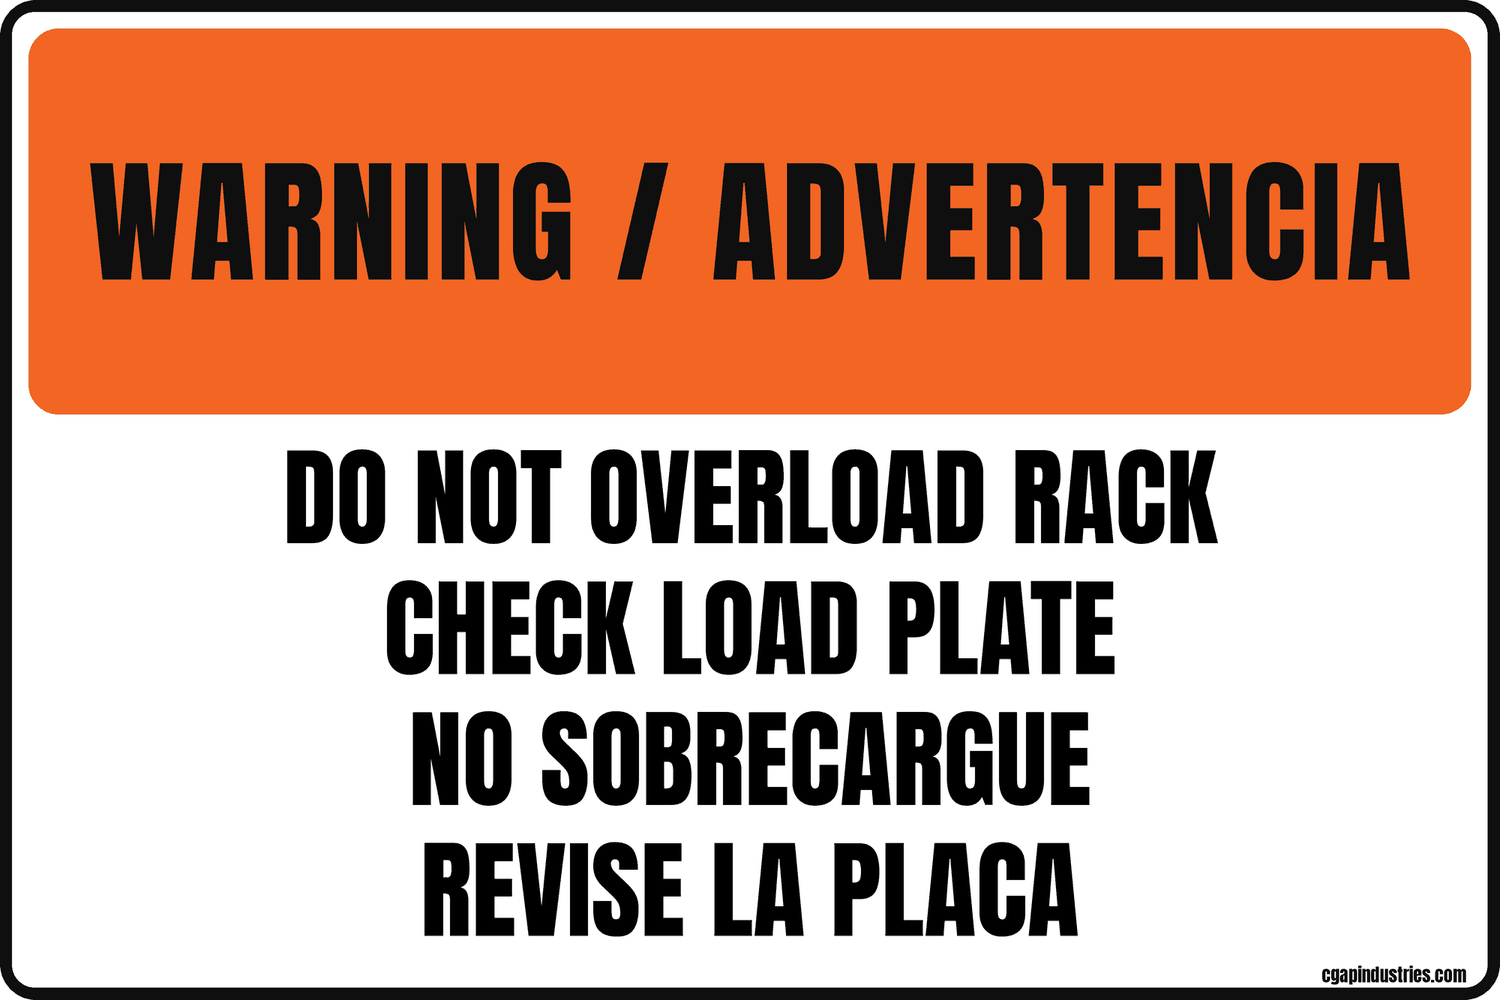 WARNING / ADVERTENCIA
DO NOT OVERLOAD RACK
CHECK LOAD PLATE
NO SOBRECARGUE
REVISE LA PLACA
cgapindustries.com